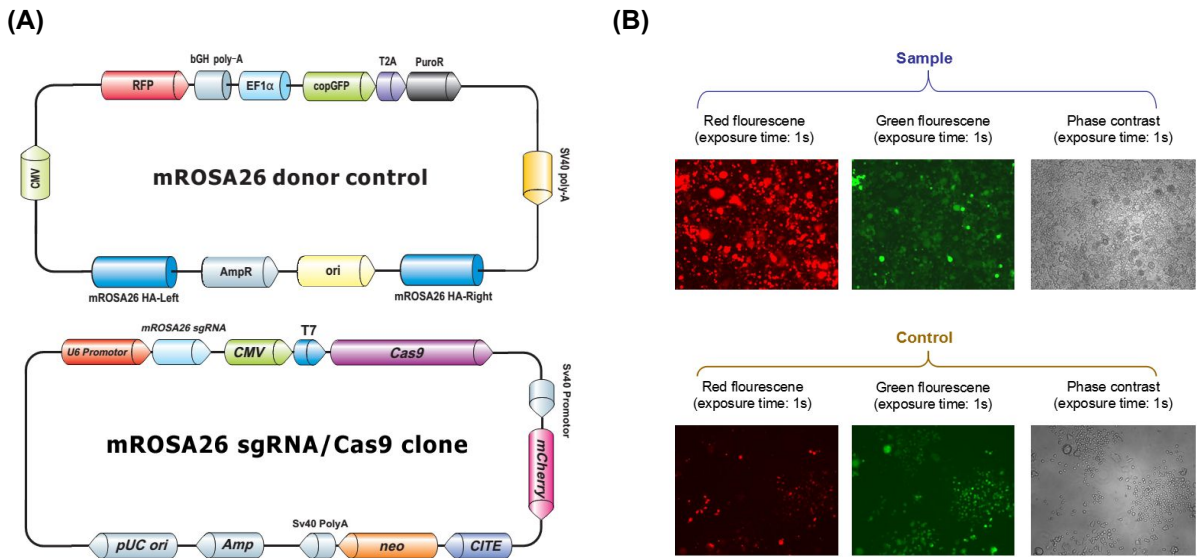 (A)
bGH poly-A
T2A
PuroR
RFP
EF1α
copGFP
CMV
mROSA26 donor control
SV40 poly-A
AmpR
ori
mROSA26 HA-Left
mROSA26 HA-Right
mROSA26 sgRNA
T7
U6 Promotor
CMV
Cas9
Sv40 Promotor
mROSA26 sgRNA/Cas9 clone
mCherry
Sv40 PolyA
pUC ori
Amp
neo
CITE
(B)
Sample
Red flourescene
(exposure time: 1s)
Green flourescene
(exposure time: 1s)
Phase contrast
(exposure time: 1s)
Control
Red flourescene
(exposure time: 1s)
Green flourescene
(exposure time: 1s)
Phase contrast
(exposure time: 1s)